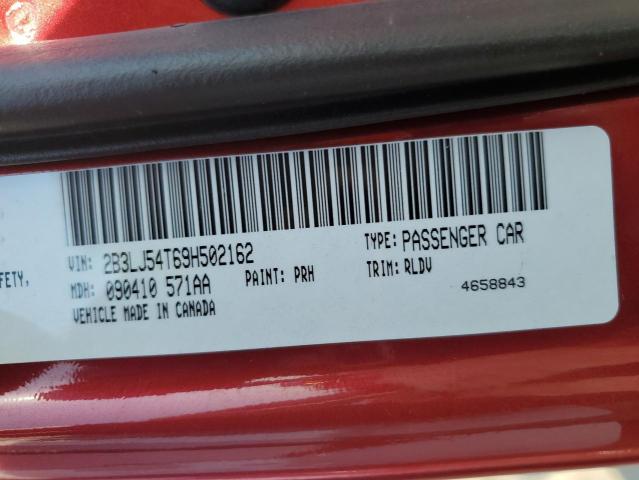 VIN: 2B3LJ54T69H502162 TYPE: PASSENGER CAR
FETY, MDH: 090410 571AA PAINT: PRH TRIM: RLDV
VEHICLE MADE IN CANADA 4658843